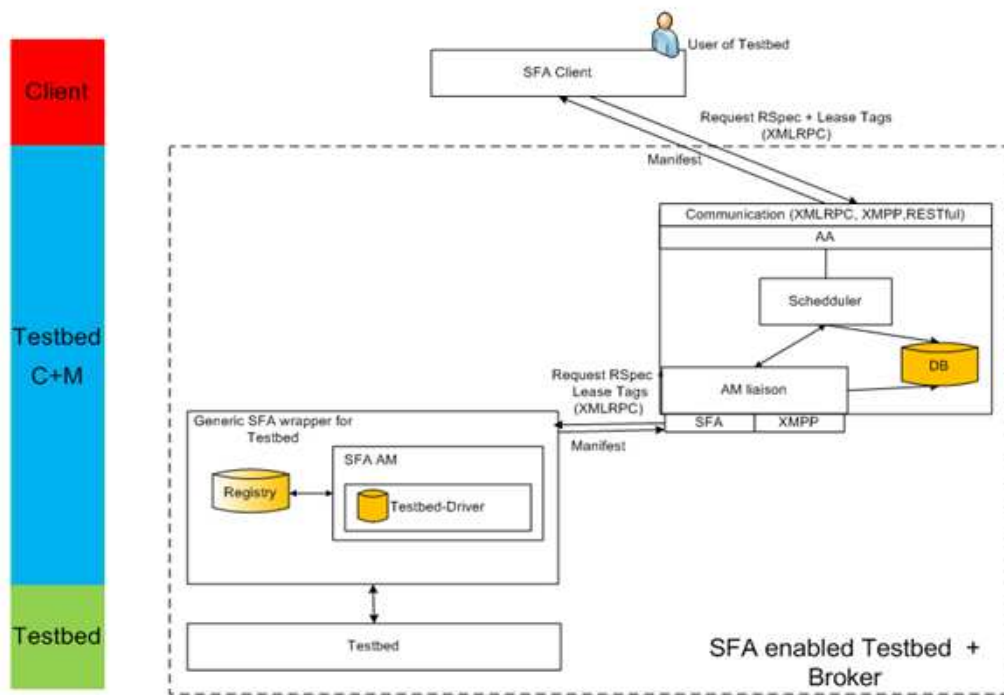 User of Testbed
SFA Client
Client
Request RSpec + Lease Tags
(XMLRPC)
Manifest
Communication (XMLRPC, XMPP,RESTful)
AA
Schedduler
Testbed
C+M
DB
AM liaison
Request RSpec
Lease Tags
(XMLRPC)
SFA
XMPP
Manifest
Generic SFA wrapper for
Testbed
SFA AM
Registry
Testbed-Driver
Testbed
Testbed
SFA enabled Testbed +
Broker